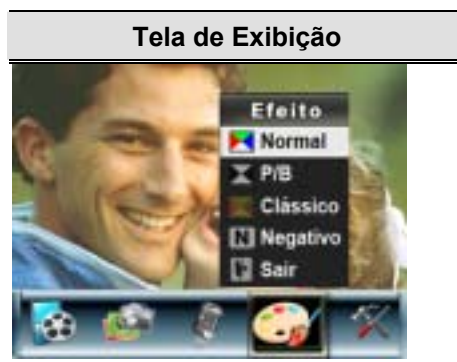 Tela de Exibição
Efeito
Normal
P/B
Clássico
Negativo
Sair